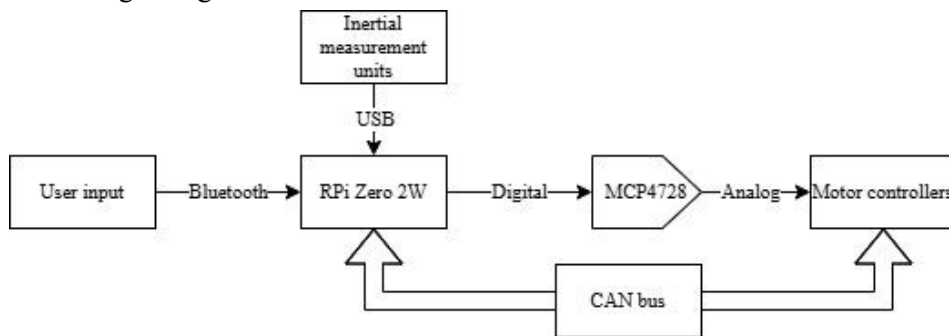 Inertial
measurement
units
USB
User input
Bluetooth
RPi Zero 2W
Digital
MCP4728
Analog
Motor controllers
CAN bus